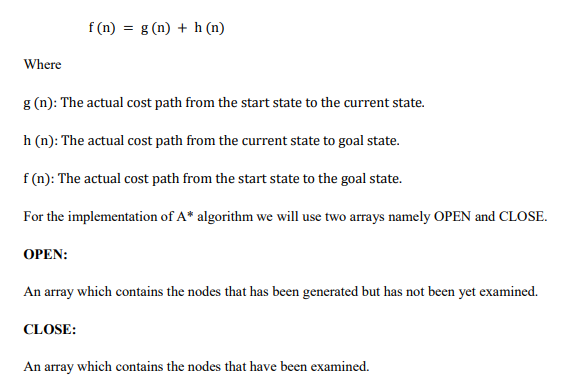 f (n) = g (n) + h (n)
Where
g (n): The actual cost path from the start state to the current state.
h (n): The actual cost path from the current state to goal state.
f (n): The actual cost path from the start state to the goal state.
For the implementation of A* algorithm we will use two arrays namely OPEN and CLOSE.
OPEN:
An array which contains the nodes that has been generated but has not been yet examined.
CLOSE:
An array which contains the nodes that have been examined.